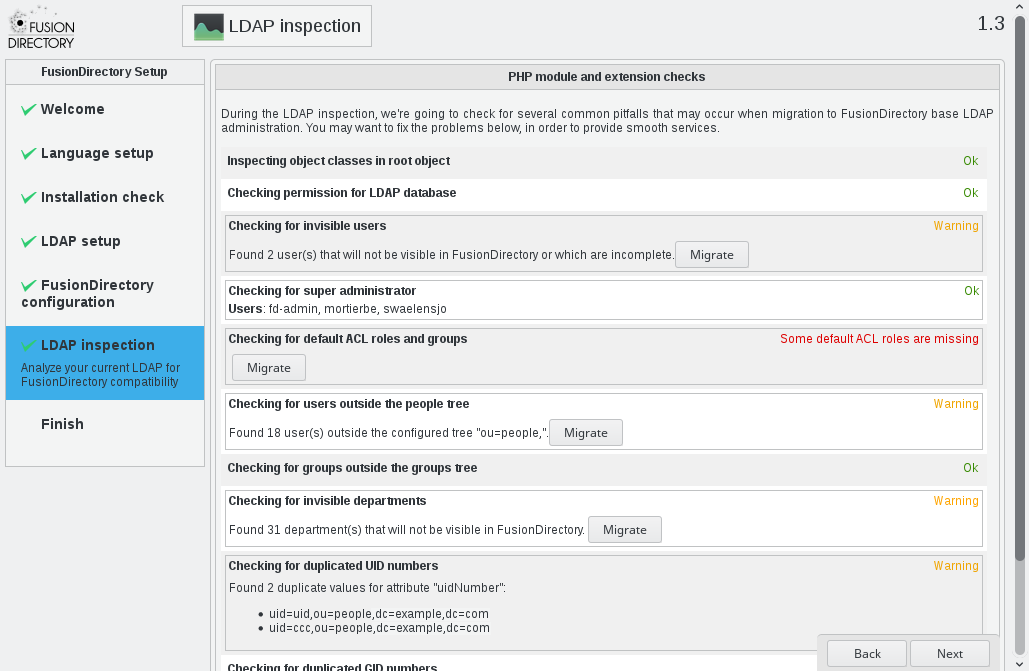 FUSION
DIRECTORY
LDAP inspection
1.3
FusionDirectory Setup
Welcome
Language setup
Installation check
LDAP setup
FusionDirectory
configuration
LDAP inspection
Analyze your current LDAP for
FusionDirectory compatibility
Finish
PHP module and extension checks
During the LDAP inspection, we're going to check for several common pitfalls that may occur when migration to FusionDirectory base LDAP
administration. You may want to fix the problems below, in order to provide smooth services.
Inspecting object classes in root object Ok
Checking permission for LDAP database Ok
Checking for invisible users Warning
Found 2 user(s) that will not be visible in FusionDirectory or which are incomplete. Migrate
Checking for super administrator Ok
Users: fd-admin, mortierbe, swaelensjo
Checking for default ACL roles and groups Some default ACL roles are missing
Migrate
Checking for users outside the people tree Warning
Found 18 user(s) outside the configured tree "ou=people,". Migrate
Checking for groups outside the groups tree Ok
Checking for invisible departments Warning
Found 31 department(s) that will not be visible in FusionDirectory. Migrate
Checking for duplicated UID numbers Warning
Found 2 duplicate values for attribute "uidNumber":
• uid=uid,ou=people,dc=example,dc=com
• uid=ccc,ou=people,dc=example,dc=com
Checking for duplicated GID numbers
Back Next